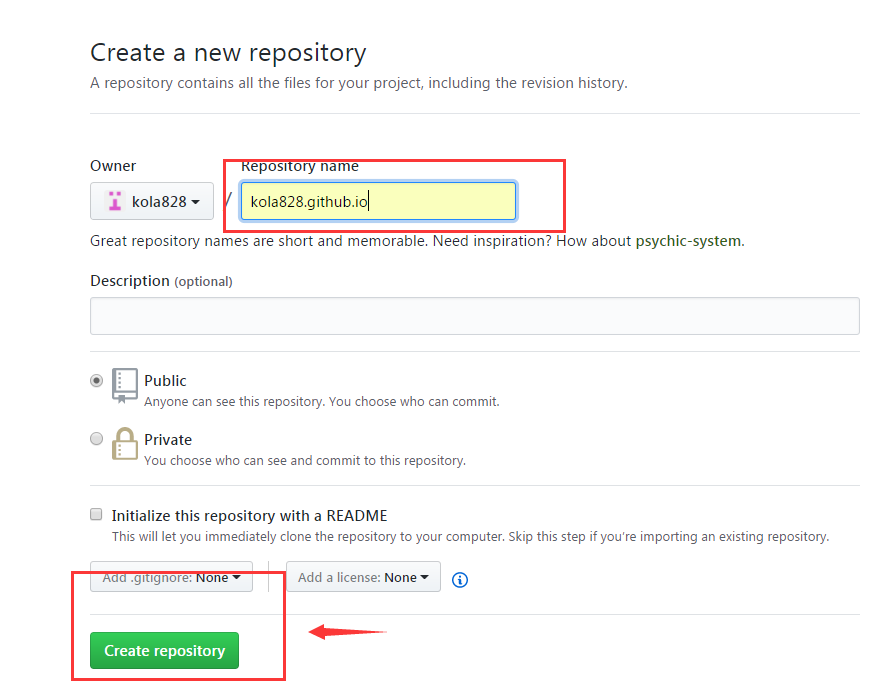 Create a new repository
A repository contains all the files for your project, including the revision history.
Owner
Repository name
kola828
/
kola828.github.io
Great repository names are short and memorable. Need inspiration? How about psychic-system.
Description (optional)
Public
Anyone can see this repository. You choose who can commit.
Private
You choose who can see and commit to this repository.
Initialize this repository with a README
This will let you immediately clone the repository to your computer. Skip this step if you’re importing an existing repository.
Add .gitignore: None
Add a license: None
Create repository